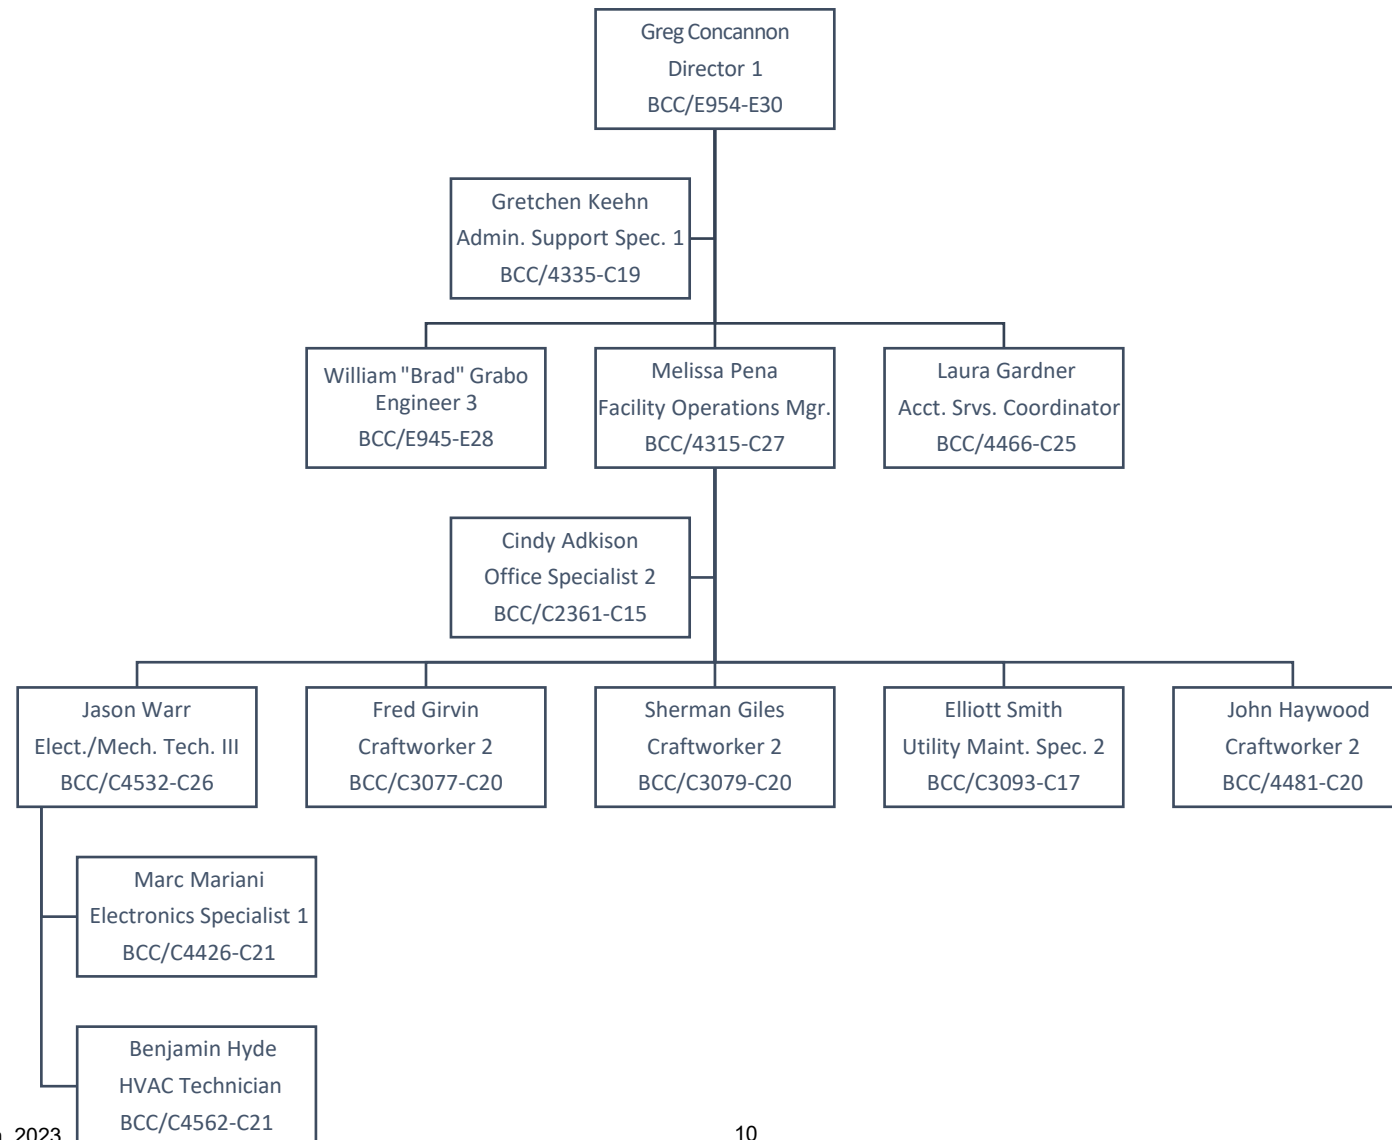 Greg Concannon
Director 1
BCC/E954-E30
Gretchen Keehn
Admin. Support Spec. 1
BCC/4335-C19
William "Brad" Grabo
Engineer 3
BCC/E945-E28
Melissa Pena
Facility Operations Mgr.
BCC/4315-C27
Laura Gardner
Acct. Srvs. Coordinator
BCC/4466-C25
Cindy Adkison
Office Specialist 2
BCC/C2361-C15
Jason Warr
Elect./Mech. Tech. III
BCC/C4532-C26
Fred Girvin
Craftworker 2
BCC/C3077-C20
Sherman Giles
Craftworker 2
BCC/C3079-C20
Elliott Smith
Utility Maint. Spec. 2
BCC/C3093-C17
John Haywood
Craftworker 2
BCC/4481-C20
Marc Mariani
Electronics Specialist 1
BCC/C4426-C21
Benjamin Hyde
HVAC Technician
BCC/C4562-C21
2023
10